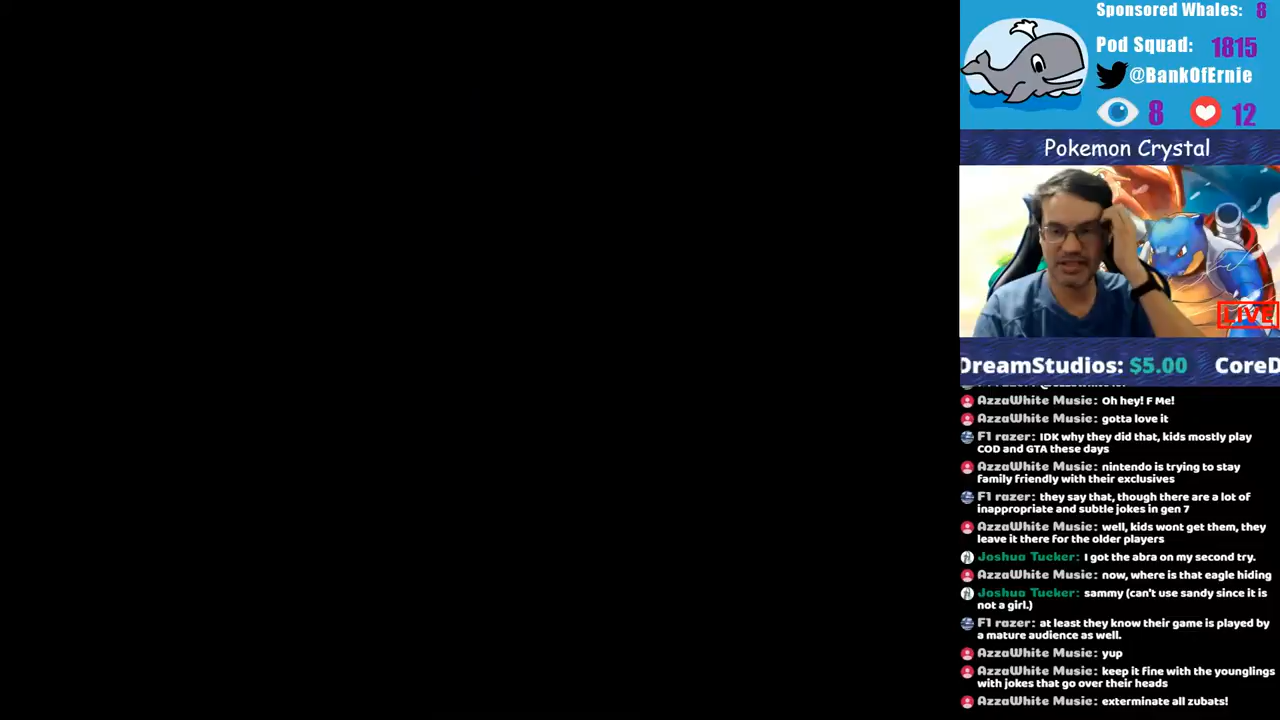 Sponsored Whales: 8
Pod Squad: 1815
@BankOfErnie
8 12
Pokemon Crystal
LIVE
DreamStudios: $5.00 CoreD
AzzaWhite Music: Oh hey! F Me!
AzzaWhite Music: gotta love it
F1 razer: IDK why they did that, kids mostly play
COD and GTA these days
AzzaWhite Music: nintendo is trying to stay
family friendly with their exclusives
F1 razer: they say that, though there are a lot of
inappropriate and subtle jokes in gen 7
AzzaWhite Music: well, kids wont get them, they
leave it there for the older players
Joshua Tucker: I got the abra on my second try.
AzzaWhite Music: now, where is that eagle hiding
Joshua Tucker: sammy (can't use sandy since it is
not a girl.)
F1 razer: at least they know their game is played by
a mature audience as well.
AzzaWhite Music: yup
AzzaWhite Music: keep it fine with the younglings
with jokes that go over their heads
AzzaWhite Music: exterminate all zubats!